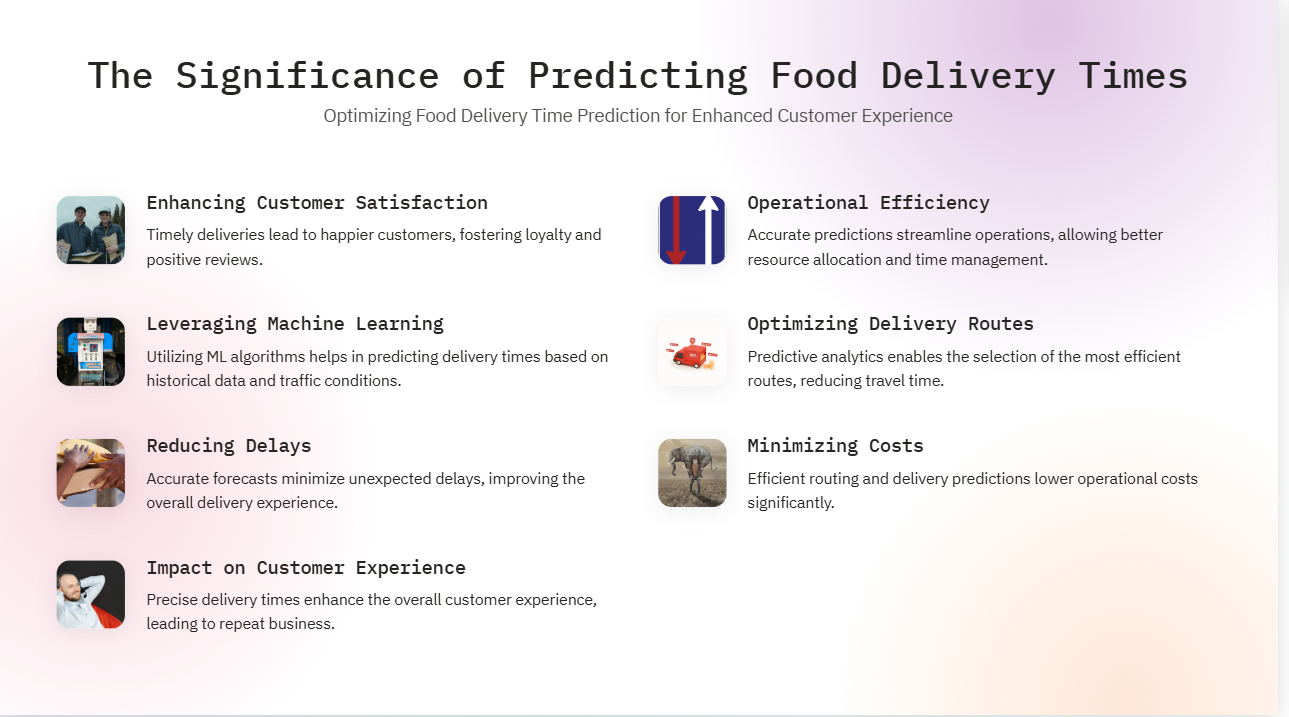 The Significance of Predicting Food Delivery Times
Optimizing Food Delivery Time Prediction for Enhanced Customer Experience
Enhancing Customer Satisfaction
Timely deliveries lead to happier customers, fostering loyalty and
positive reviews.
Operational Efficiency
Accurate predictions streamline operations, allowing better
resource allocation and time management.
Leveraging Machine Learning
Utilizing ML algorithms helps in predicting delivery times based on
historical data and traffic conditions.
Optimizing Delivery Routes
Predictive analytics enables the selection of the most efficient
routes, reducing travel time.
Reducing Delays
Accurate forecasts minimize unexpected delays, improving the
overall delivery experience.
Minimizing Costs
Efficient routing and delivery predictions lower operational costs
significantly.
Impact on Customer Experience
Precise delivery times enhance the overall customer experience,
leading to repeat business.